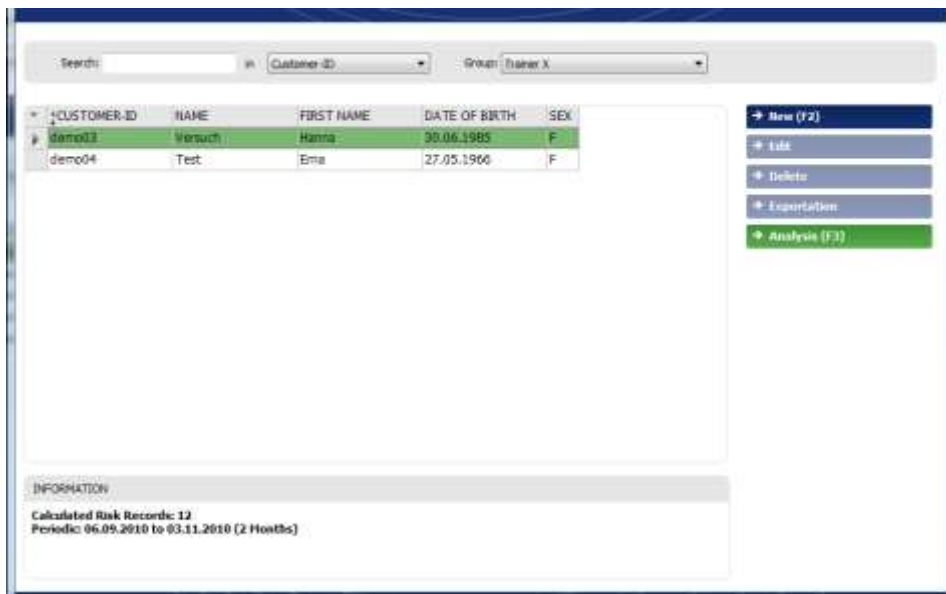 Search: in Customer-ID Group: Trainer X
CUSTOMER-ID NAME FIRST NAME DATE OF BIRTH SEX
demo03 Versuch Hanna 30.06.1985 F
demo04 Test Erna 27.05.1966 F
New (F2)
Edit
Delete
Exportation
Analysis (F3)
INFORMATION
Calculated Risk Records: 12
Periodic: 06.09.2010 to 03.11.2010 (2 Months)